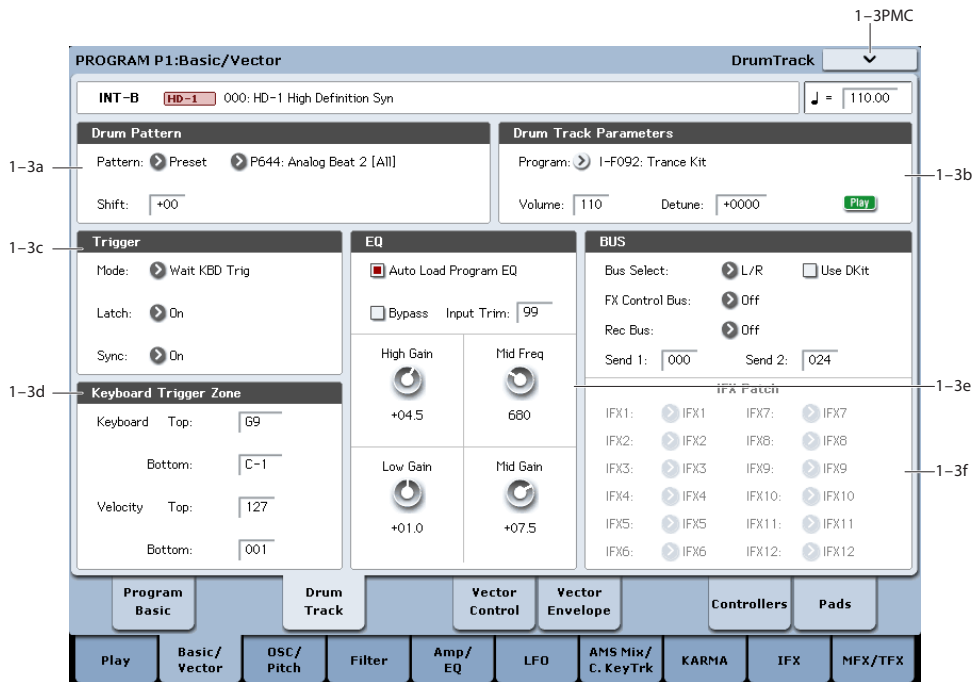 1-3PMC
PROGRAM P1:Basic/Vector
DrumTrack
INT-B HD-1 000: HD-1 High Definition Syn
♩ = 110.00
Drum Pattern
Pattern: Preset P644: Analog Beat 2 [All]
Shift: +00
1-3a
Drum Track Parameters
Program: I-F092: Trance Kit
Volume: 110 Detune: +0000 Play
1-3b
1-3c
Trigger
Mode: Wait KBD Trig
Latch: On
Sync: On
1-3d
Keyboard Trigger Zone
Keyboard Top: G9
Bottom: C-1
Velocity Top: 127
Bottom: 001
EQ
Auto Load Program EQ
Bypass Input Trim: 99
High Gain Mid Freq
+04.5 680
Low Gain Mid Gain
+01.0 +07.5
1-3e
BUS
Bus Select: L/R Use DKit
FX Control Bus: Off
Rec Bus: Off
Send 1: 000 Send 2: 024
IFX Patch
IFX1: IFX1 IFX7: IFX7
IFX2: IFX2 IFX8: IFX8
IFX3: IFX3 IFX9: IFX9
IFX4: IFX4 IFX10: IFX10
IFX5: IFX5 IFX11: IFX11
IFX6: IFX6 IFX12: IFX12
1-3f
Program
Basic
Drum
Track
Vector
Control
Vector
Envelope
Controllers
Pads
Play
Basic/
Vector
OSC/
Pitch
Filter
Amp/
EQ
LFO
AMS Mix/
C. KeyTrk
KARMA
IFX
MFX/TFX